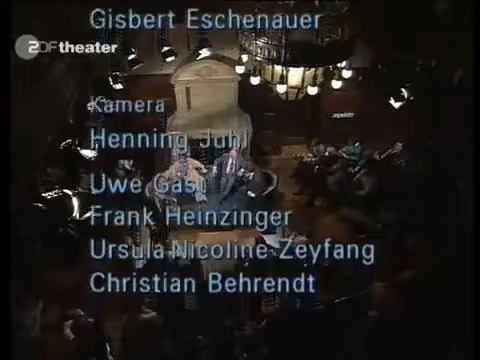 Gisbert Eschenauer
ZDFtheater
Kamera
Henning Juhl
Uwe Gast
Frank Heinzinger
Ursula-Nicoline Zeyfang
Christian Behrendt